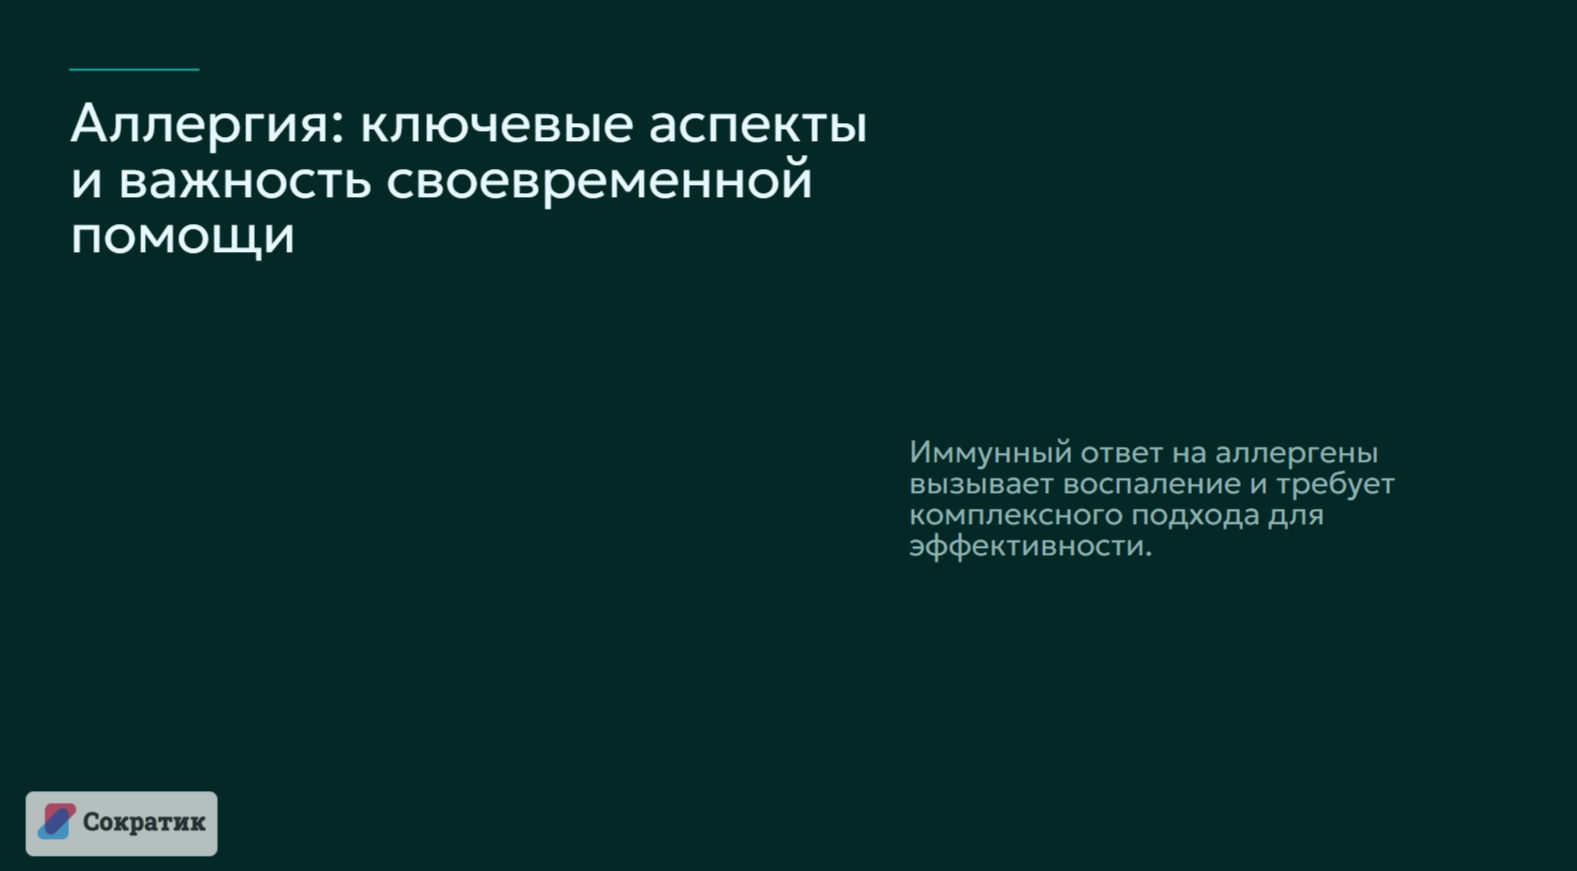 Аллергия: ключевые аспекты
и важность своевременной
помощи
Иммунный ответ на аллергены
вызывает воспаление и требует
комплексного подхода для
эффективности.
Сократик